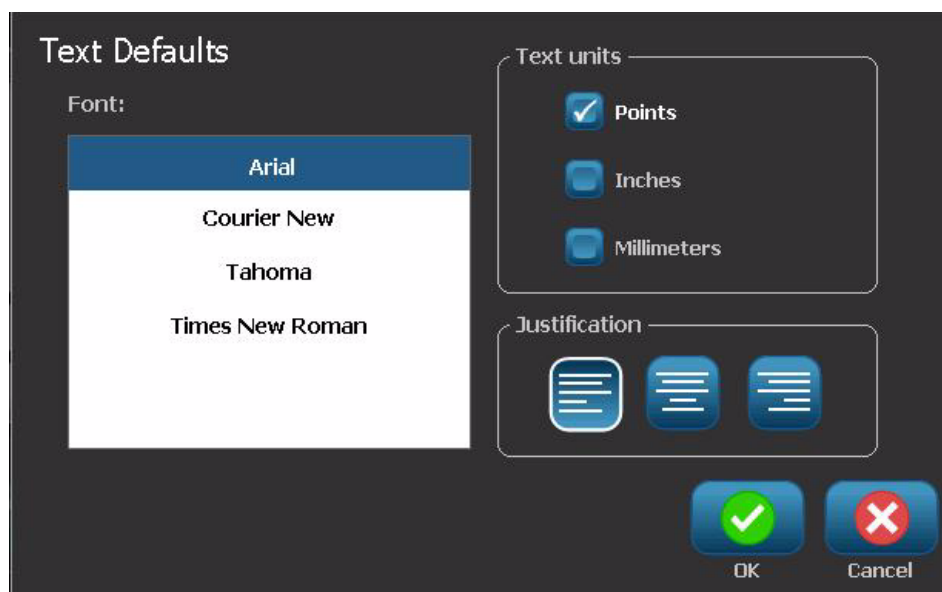 Text Defaults
Font:
Arial
Courier New
Tahoma
Times New Roman
Text units
Points
Inches
Millimeters
Justification
OK
Cancel